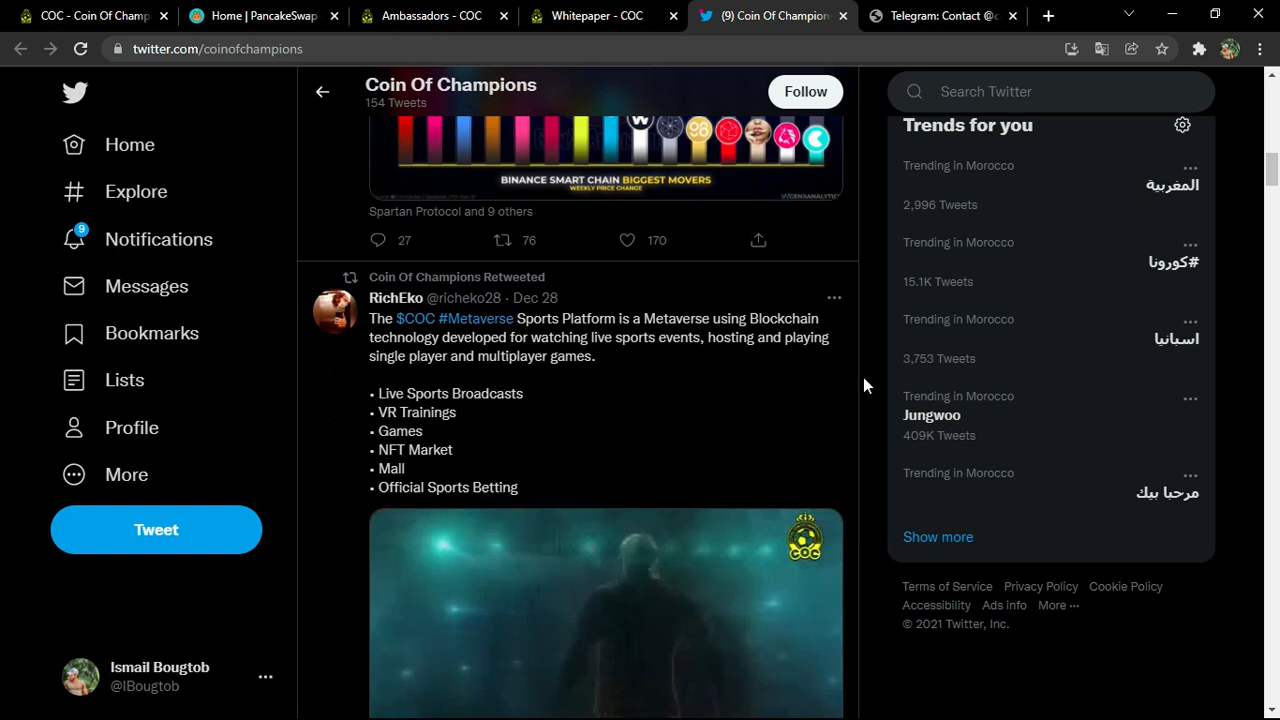 COC - Coin Of Champ
Home | PancakeSwap
Ambassadors - COC
Whitepaper - COC
(9) Coin Of Champion
Telegram: Contact @c
twitter.com/coinofchampions
Home
Explore
9
Notifications
Messages
Bookmarks
Lists
Profile
More
Tweet
Ismail Bougtob
@IBougtob
Coin Of Champions
154 Tweets
Follow
BINANCE SMART CHAIN BIGGEST MOVERS
WEEKLY PRICE CHANGE
Spartan Protocol and 9 others
27 76 170
Coin Of Champions Retweeted
RichEko @richeko28 · Dec 28
The $COC #Metaverse Sports Platform is a Metaverse using Blockchain
technology developed for watching live sports events, hosting and playing
single player and multiplayer games.
• Live Sports Broadcasts
• VR Trainings
• Games
• NFT Market
• Mall
• Official Sports Betting
COC
Search Twitter
Trends for you
Trending in Morocco
المغربية
2,996 Tweets
Trending in Morocco
#كورونا
15.1K Tweets
Trending in Morocco
اسبانيا
3,753 Tweets
Trending in Morocco
Jungwoo
409K Tweets
Trending in Morocco
مرحبا بيك
Show more
Terms of Service Privacy Policy Cookie Policy
Accessibility Ads info More ···
© 2021 Twitter, Inc.